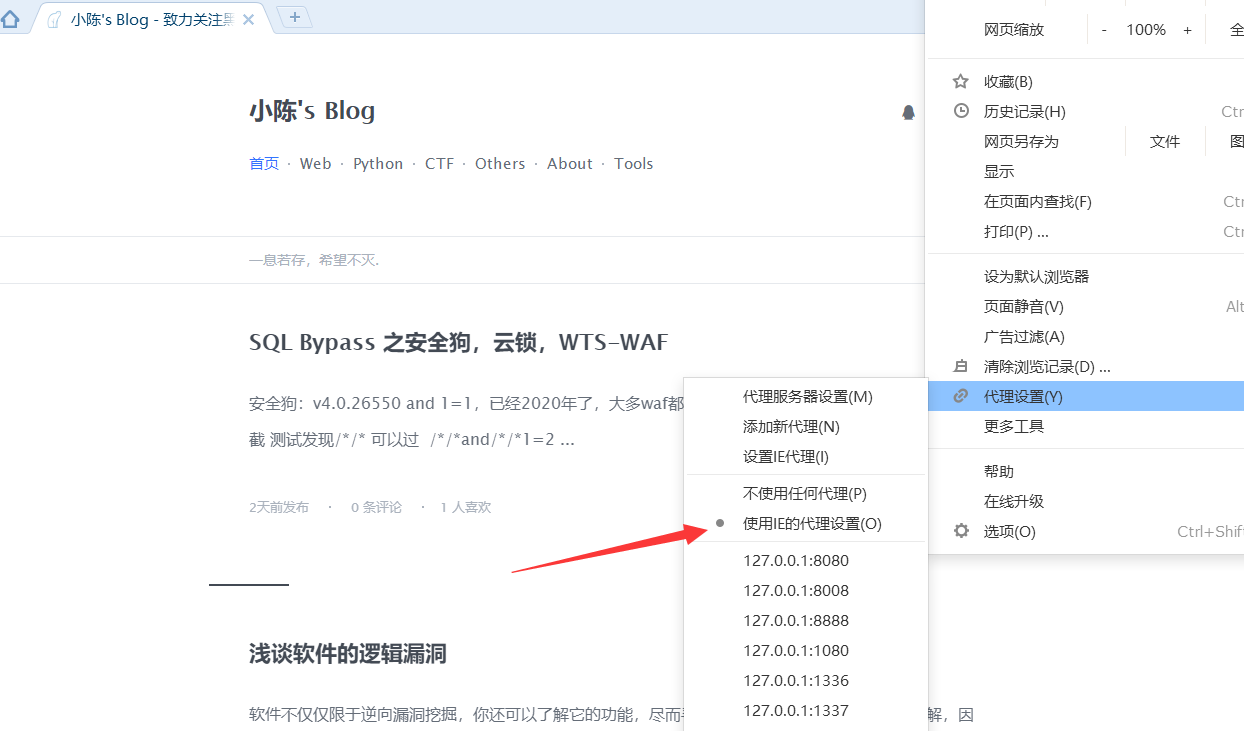 小陈's Blog - 致力关注黑
网页缩放 - 100% + 全
小陈's Blog
首页 · Web · Python · CTF · Others · About · Tools
一息若存，希望不灭.
SQL Bypass 之安全狗，云锁，WTS-WAF
安全狗：v4.0.26550 and 1=1，已经2020年了，大多waf都
截 测试发现/*/* 可以过 /*/*and/*/*1=2 ...
2天前发布 · 0 条评论 · 1 人喜欢
浅谈软件的逻辑漏洞
软件不仅仅限于逆向漏洞挖掘，你还可以了解它的功能，尽而
解，因
收藏(B)
历史记录(H) Ctr
网页另存为 文件 图
显示
在页面内查找(F) Ctr
打印(P) ... Ctr
设为默认浏览器
页面静音(V) Alt
广告过滤(A)
清除浏览记录(D) ...
代理设置(Y)
更多工具
帮助
在线升级
选项(O) Ctrl+Shift
代理服务器设置(M)
添加新代理(N)
设置IE代理(I)
不使用任何代理(P)
使用IE的代理设置(O)
127.0.0.1:8080
127.0.0.1:8008
127.0.0.1:8888
127.0.0.1:1080
127.0.0.1:1336
127.0.0.1:1337